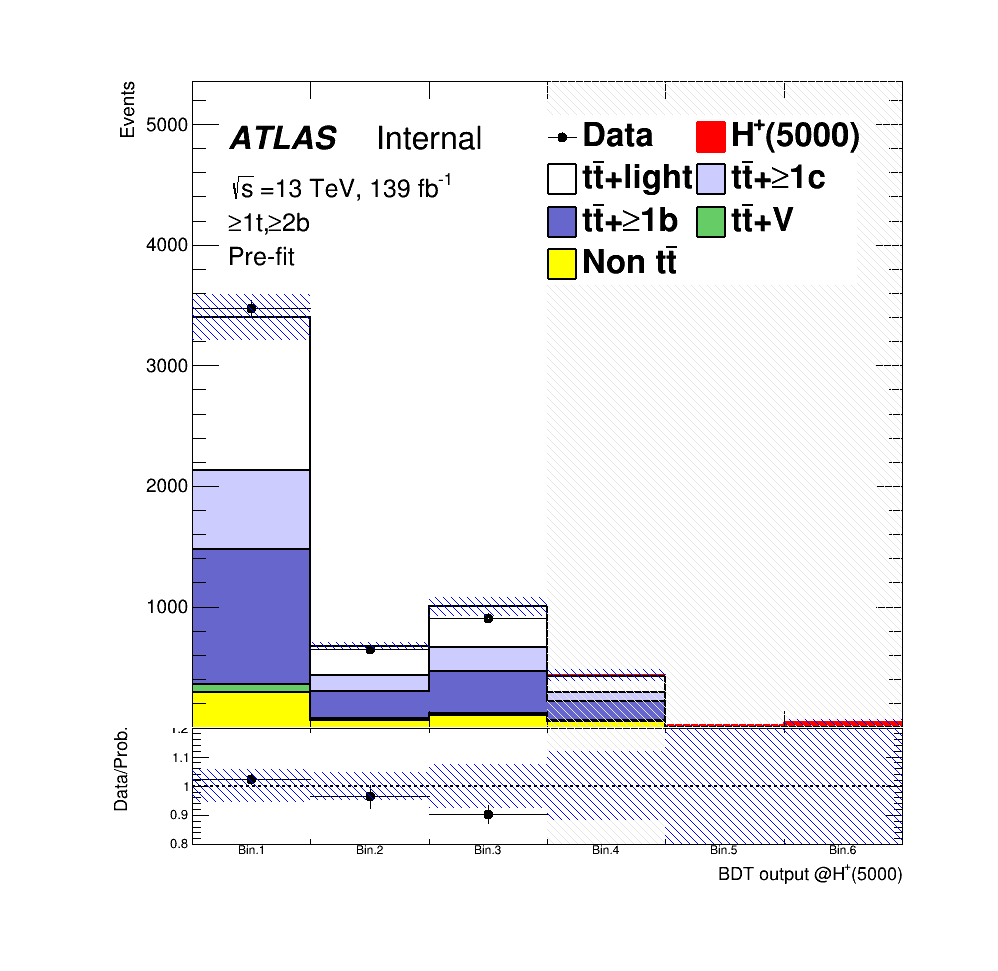 Events
5000
4000
3000
2000
1000
ATLAS Internal
√s =13 TeV, 139 fb⁻¹
≥1t,≥2b
Pre-fit
Data
H⁺(5000)
tt̄+light
tt̄+≥1c
tt̄+≥1b
tt̄+V
Non tt̄
Data/Prob.
1.2
1.1
1
0.9
0.8
Bin.1 Bin.2 Bin.3 Bin.4 Bin.5 Bin.6
BDT output @H⁺(5000)